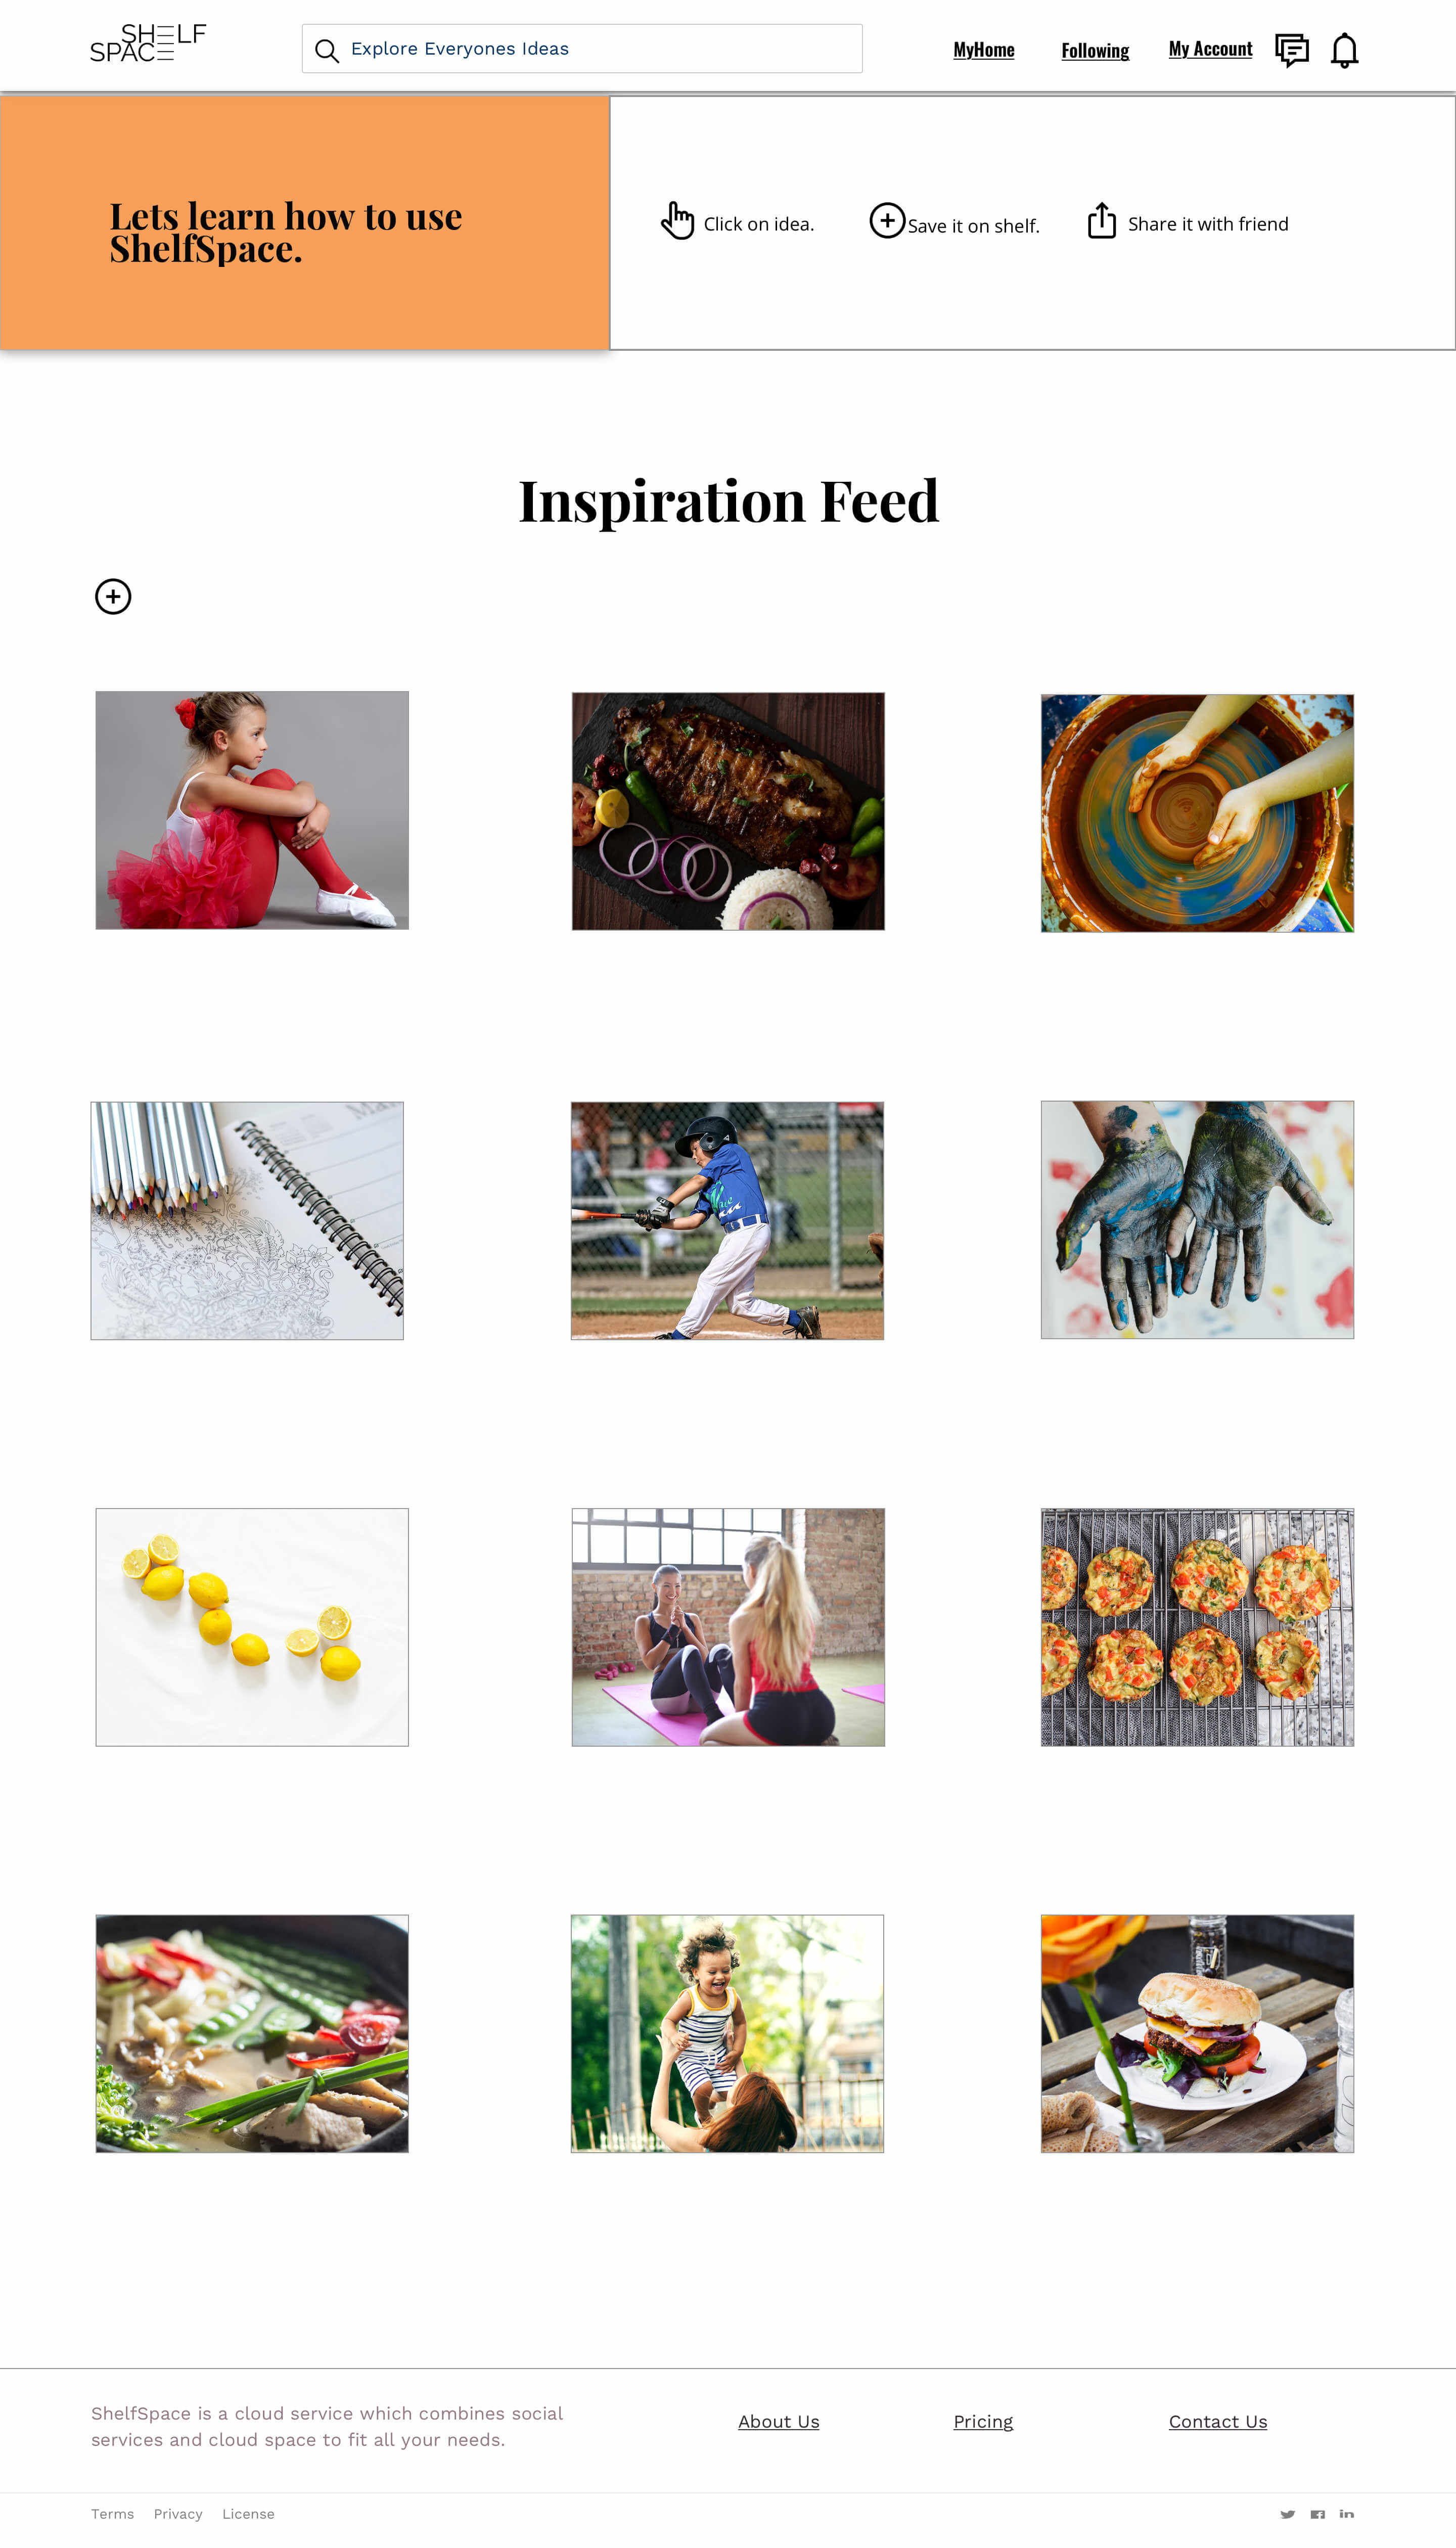 SHELF
SPACE
Explore Everyones Ideas
MyHome
Following
My Account
Lets learn how to use
ShelfSpace.
Click on idea.
Save it on shelf.
Share it with friend
Inspiration Feed
ShelfSpace is a cloud service which combines social
services and cloud space to fit all your needs.
About Us
Pricing
Contact Us
Terms
Privacy
License